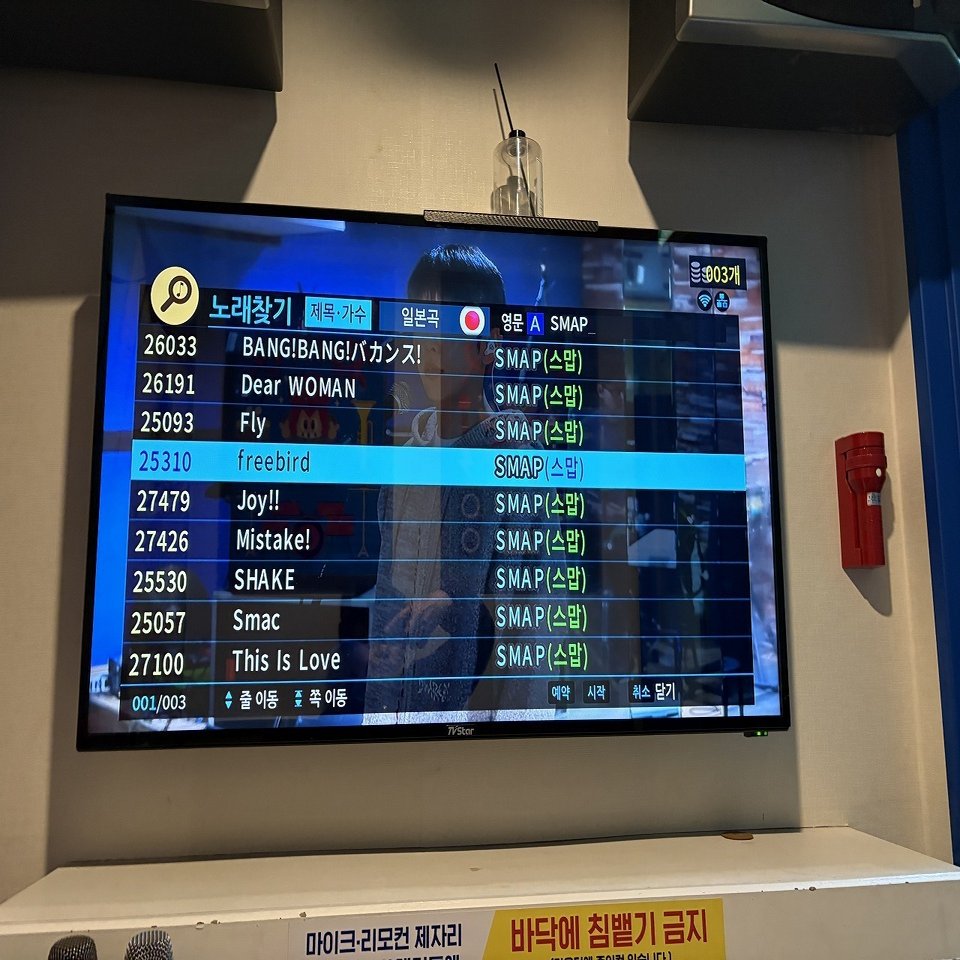 003개
노래찾기 제목·가수 일본곡 영문 A SMAP_
26033 BANG!BANG!バカンス! SMAP(스맙)
26191 Dear WOMAN SMAP(스맙)
25093 Fly SMAP(스맙)
25310 freebird SMAP(스맙)
27479 Joy!! SMAP(스맙)
27426 Mistake! SMAP(스맙)
25530 SHAKE SMAP(스맙)
25057 Smac SMAP(스맙)
27100 This Is Love SMAP(스맙)
001/003 줄 이동 쪽 이동 예약 시작 취소 닫기
TVStar
마이크·리모컨 제자리
바닥에 침뱉기 금지